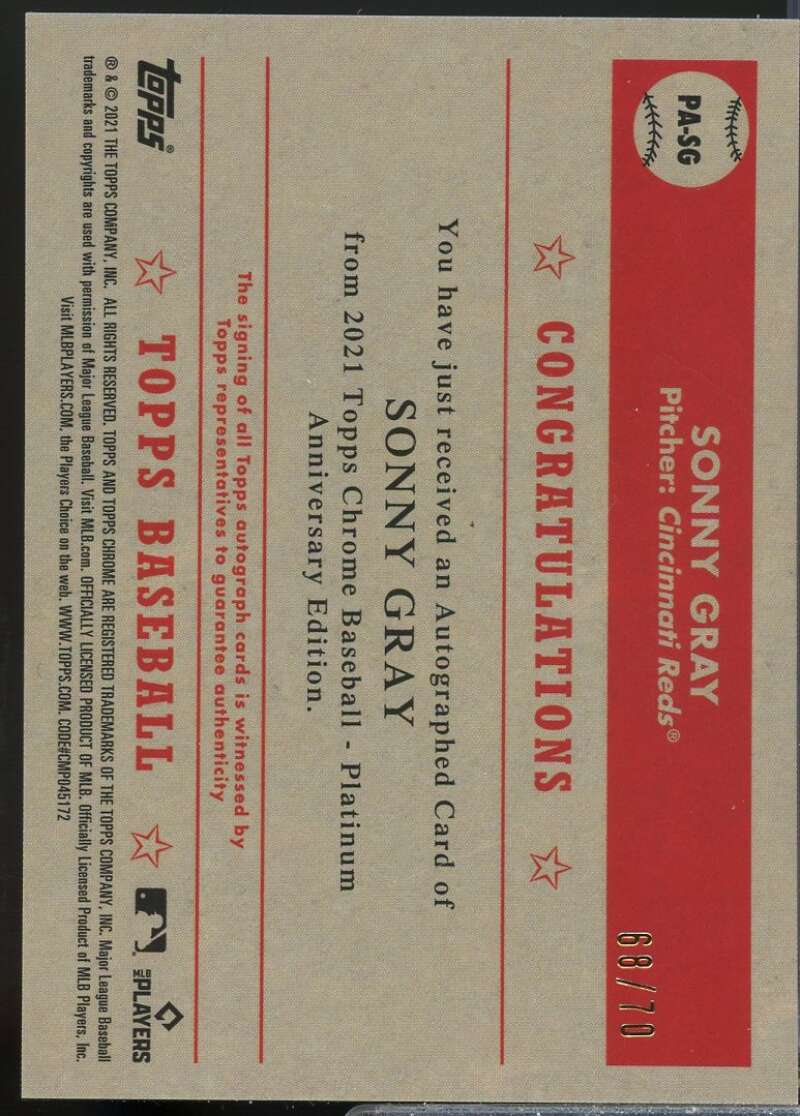 PA-SG
SONNY GRAY
Pitcher: Cincinnati Reds®
68/70
CONGRATULATIONS
You have just received an Autographed Card of
SONNY GRAY
from 2021 Topps Chrome Baseball - Platinum
Anniversary Edition.
The signing of all Topps autograph cards is witnessed by
Topps representatives to guarantee authenticity
topps®
TOPPS BASEBALL
MLB PLAYERS
® & © 2021 THE TOPPS COMPANY, INC. ALL RIGHTS RESERVED. TOPPS AND TOPPS CHROME ARE REGISTERED TRADEMARKS OF THE TOPPS COMPANY, INC. Major League Baseball
trademarks and copyrights are used with permission of Major League Baseball. Visit MLB.com. OFFICIALLY LICENSED PRODUCT OF MLB. Officially Licensed Product of MLB Players, Inc.
Visit MLBPLAYERS.COM, the Players Choice on the web. WWW.TOPPS.COM. CODE#CMP045172